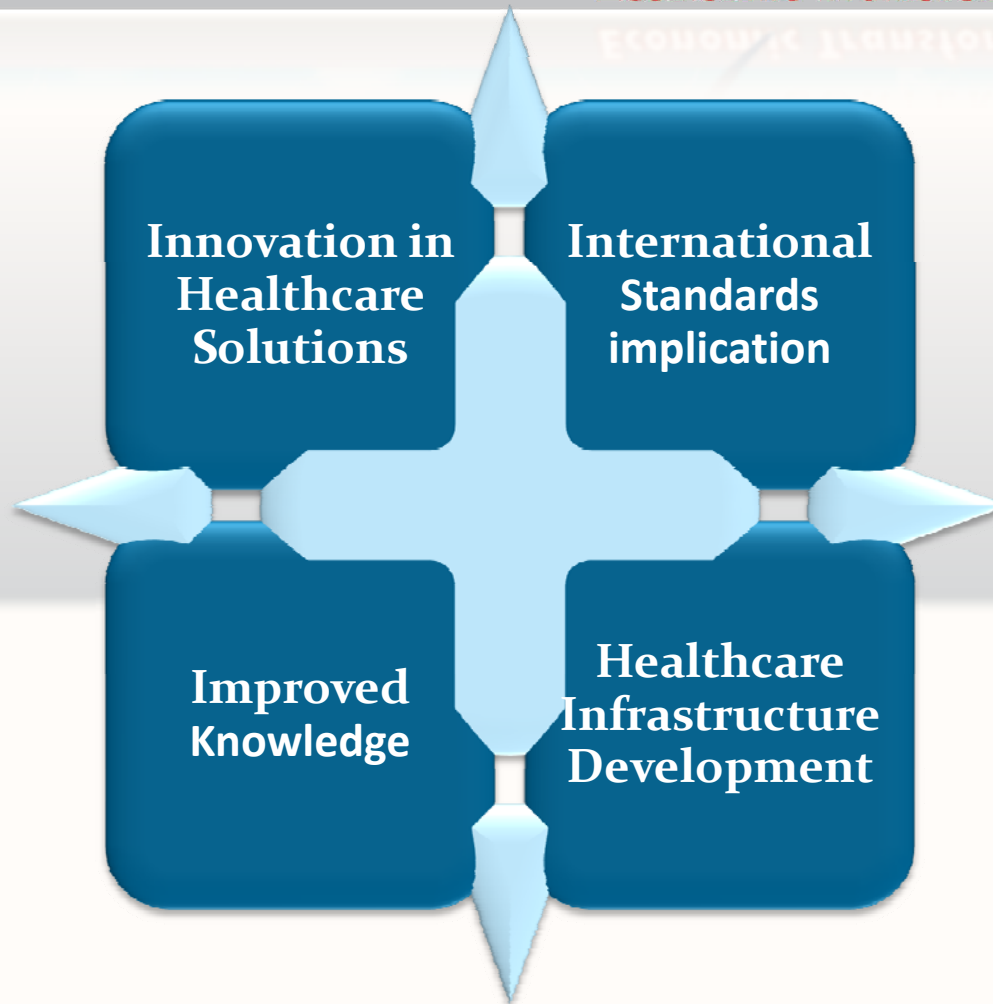 Innovation in
Healthcare
Solutions
International
Standards
implication
Improved
Knowledge
Healthcare
Infrastructure
Development